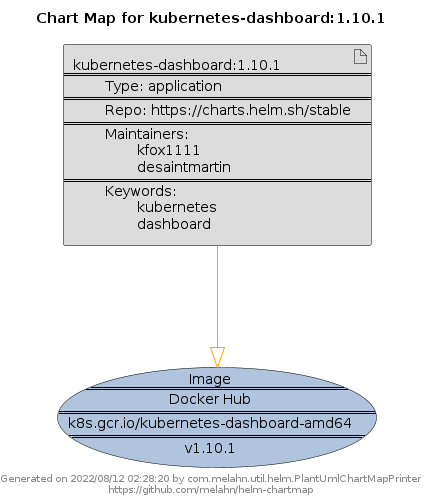 Chart Map for kubernetes-dashboard:1.10.1
kubernetes-dashboard:1.10.1
Type: application
Repo: https://charts.helm.sh/stable
Maintainers:
kfox1111
desaintmartin
Keywords:
kubernetes
dashboard
Image
Docker Hub
k8s.gcr.io/kubernetes-dashboard-amd64
v1.10.1
Generated on 2022/08/12 02:28:20 by com.melahn.util.helm.PlantUmlChartMapPrinter
https://github.com/melahn/helm-chartmap